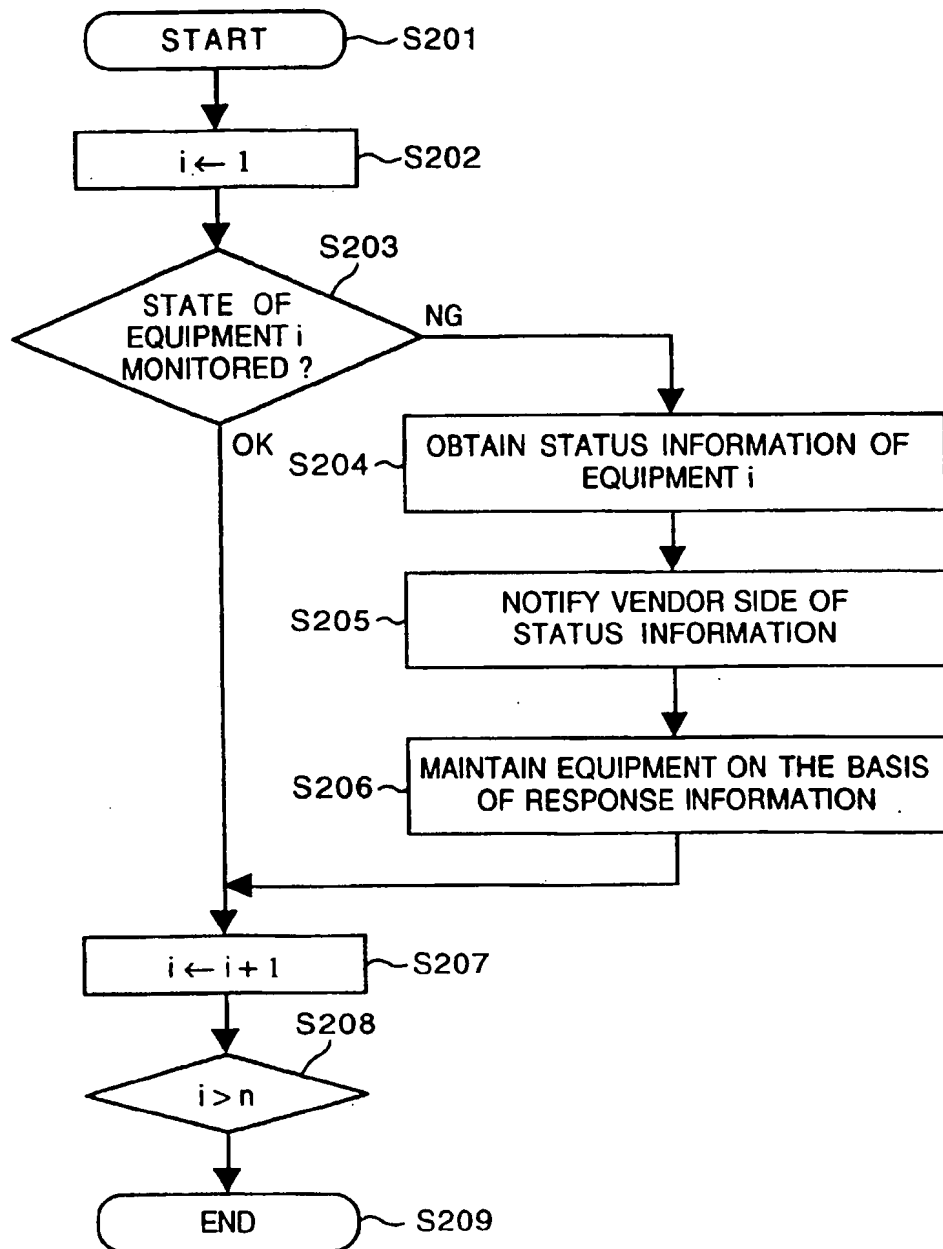 START
S201
i ← 1
S202
S203
STATE OF
EQUIPMENT i
MONITORED ?
NG
OK
S204
OBTAIN STATUS INFORMATION OF
EQUIPMENT i
S205
NOTIFY VENDOR SIDE OF
STATUS INFORMATION
S206
MAINTAIN EQUIPMENT ON THE BASIS
OF RESPONSE INFORMATION
i ← i + 1
S207
S208
i > n
END
S209